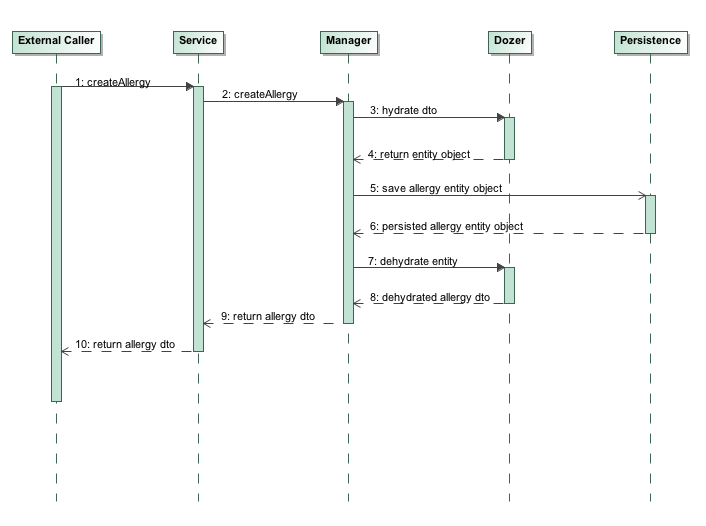 External Caller
Service
Manager
Dozer
Persistence
1: createAllergy
2: createAllergy
3: hydrate dto
4: return entity object
5: save allergy entity object
6: persisted allergy entity object
7: dehydrate entity
8: dehydrated allergy dto
9: return allergy dto
10: return allergy dto